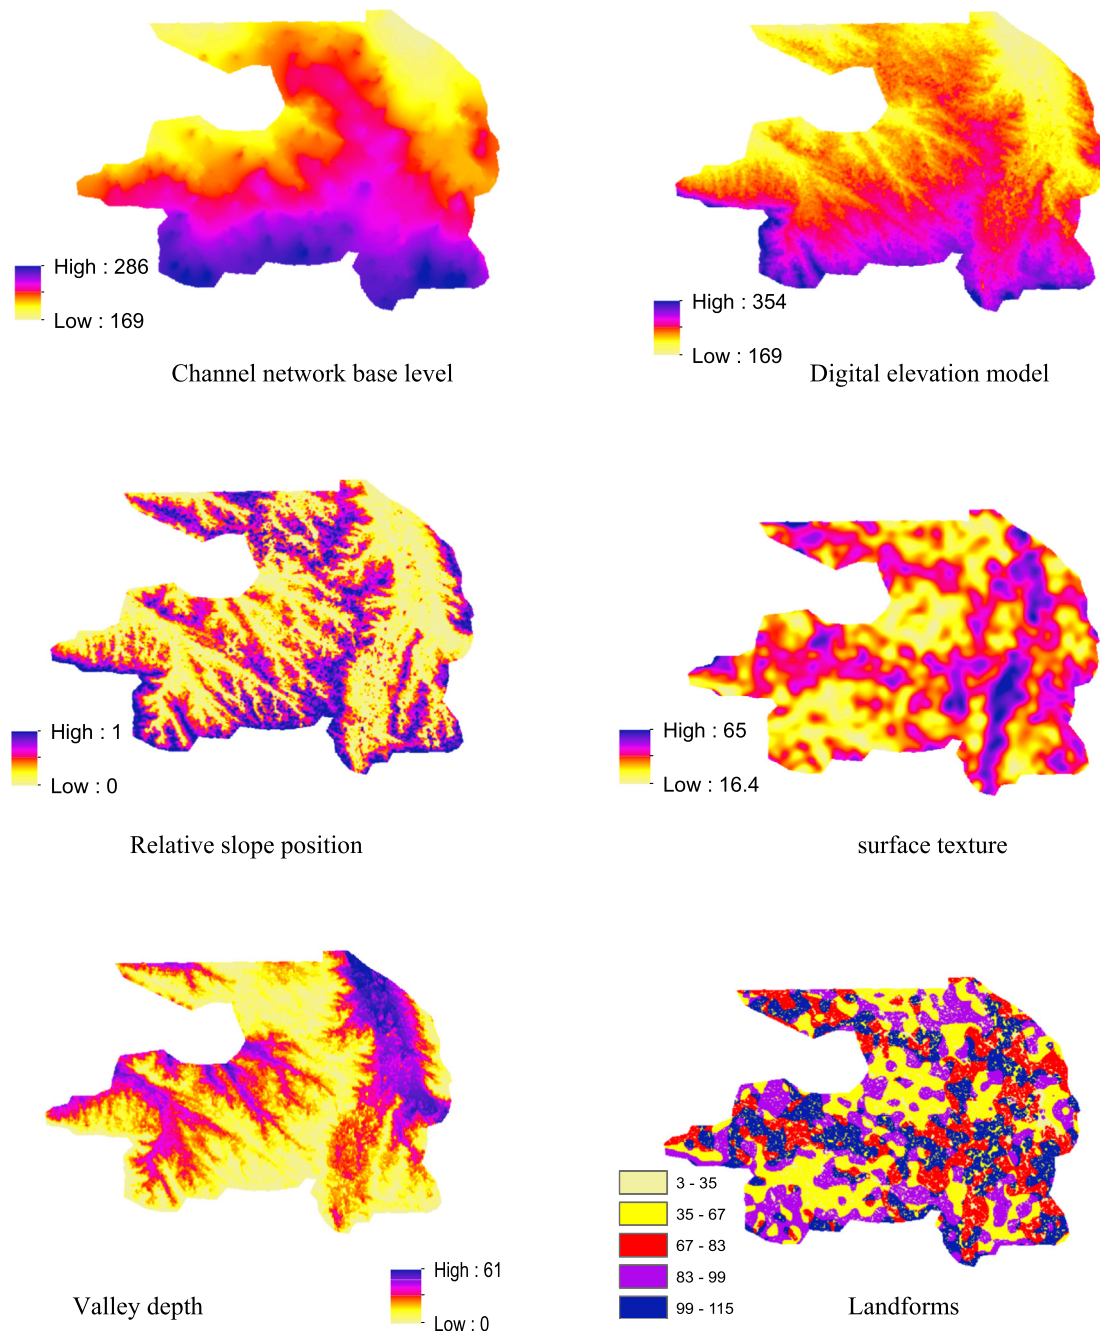 High : 286
Low : 169
Channel network base level
High : 354
Low : 169
Digital elevation model
High : 1
Low : 0
Relative slope position
High : 65
Low : 16.4
surface texture
High : 61
Low : 0
Valley depth
3 - 35
35 - 67
67 - 83
83 - 99
99 - 115
Landforms